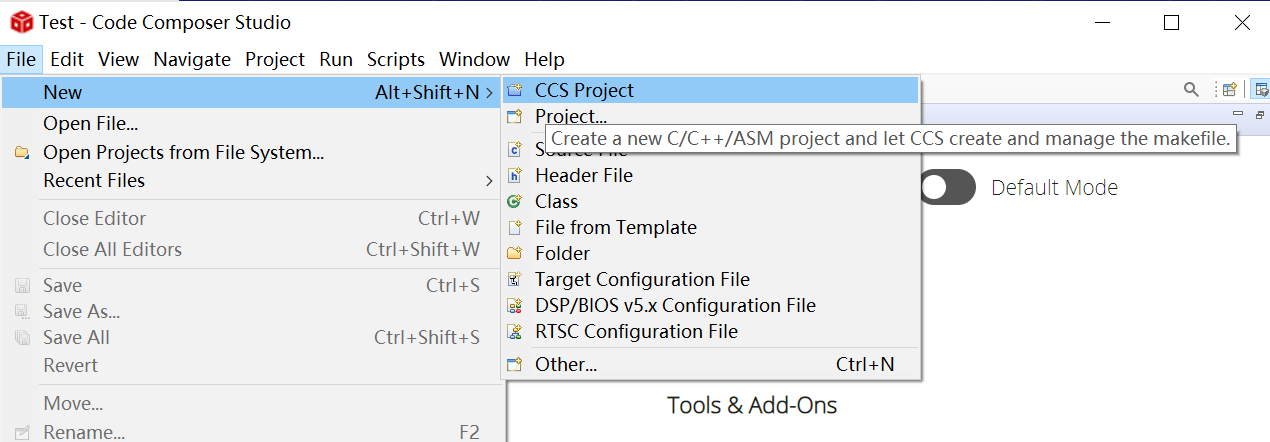 Test - Code Composer Studio
File Edit View Navigate Project Run Scripts Window Help
New Alt+Shift+N >
Open File...
Open Projects from File System...
Recent Files >
Close Editor Ctrl+W
Close All Editors Ctrl+Shift+W
Save Ctrl+S
Save As...
Save All Ctrl+Shift+S
Revert
Move...
Rename... F2
CCS Project
Project...
Create a new C/C++/ASM project and let CCS create and manage the makefile.
Source File
Header File
Class
File from Template
Folder
Target Configuration File
DSP/BIOS v5.x Configuration File
RTSC Configuration File
Other... Ctrl+N
Default Mode
Tools & Add-Ons